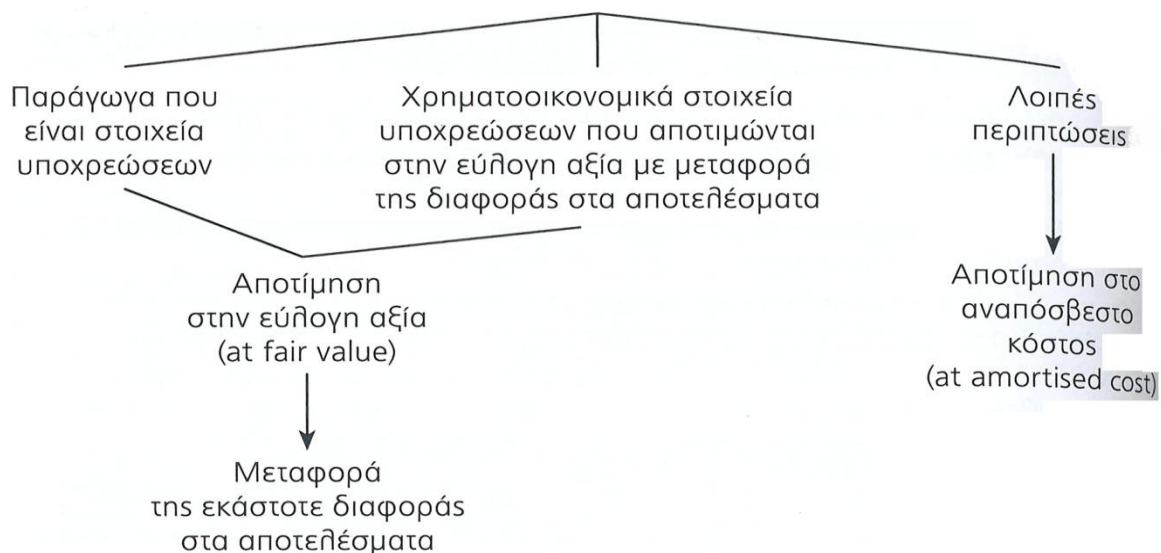 Παράγωγα που
είναι στοιχεία
υποχρεώσεων
Χρηματοοικονομικά στοιχεία
υποχρεώσεων που αποτιμώνται
στην εύλογη αξία με μεταφορά
της διαφοράς στα αποτελέσματα
Λοιπές
περιπτώσεις
Αποτίμηση
στην εύλογη αξία
(at fair value)
Αποτίμηση στο
αναπόσβεστο
κόστος
(at amortised cost)
Μεταφορά
της εκάστοτε διαφοράς
στα αποτελέσματα